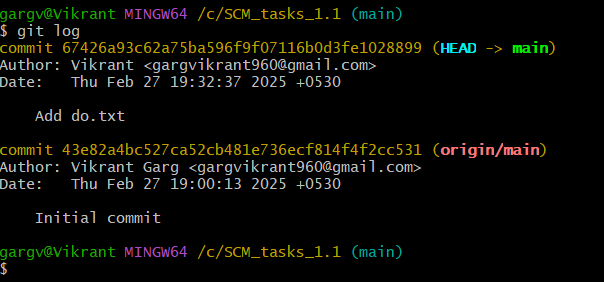 gargv@Vikrant MINGW64 /c/SCM_tasks_1.1 (main)
$ git log
commit 67426a93c62a75ba596f9f07116b0d3fe1028899 (HEAD -> main)
Author: Vikrant <gargvikrant960@gmail.com>
Date:   Thu Feb 27 19:32:37 2025 +0530
    Add do.txt
commit 43e82a4bc527ca52cb481e736ecf814f4f2cc531 (origin/main)
Author: Vikrant Garg <gargvikrant960@gmail.com>
Date:   Thu Feb 27 19:00:13 2025 +0530
    Initial commit
gargv@Vikrant MINGW64 /c/SCM_tasks_1.1 (main)
$